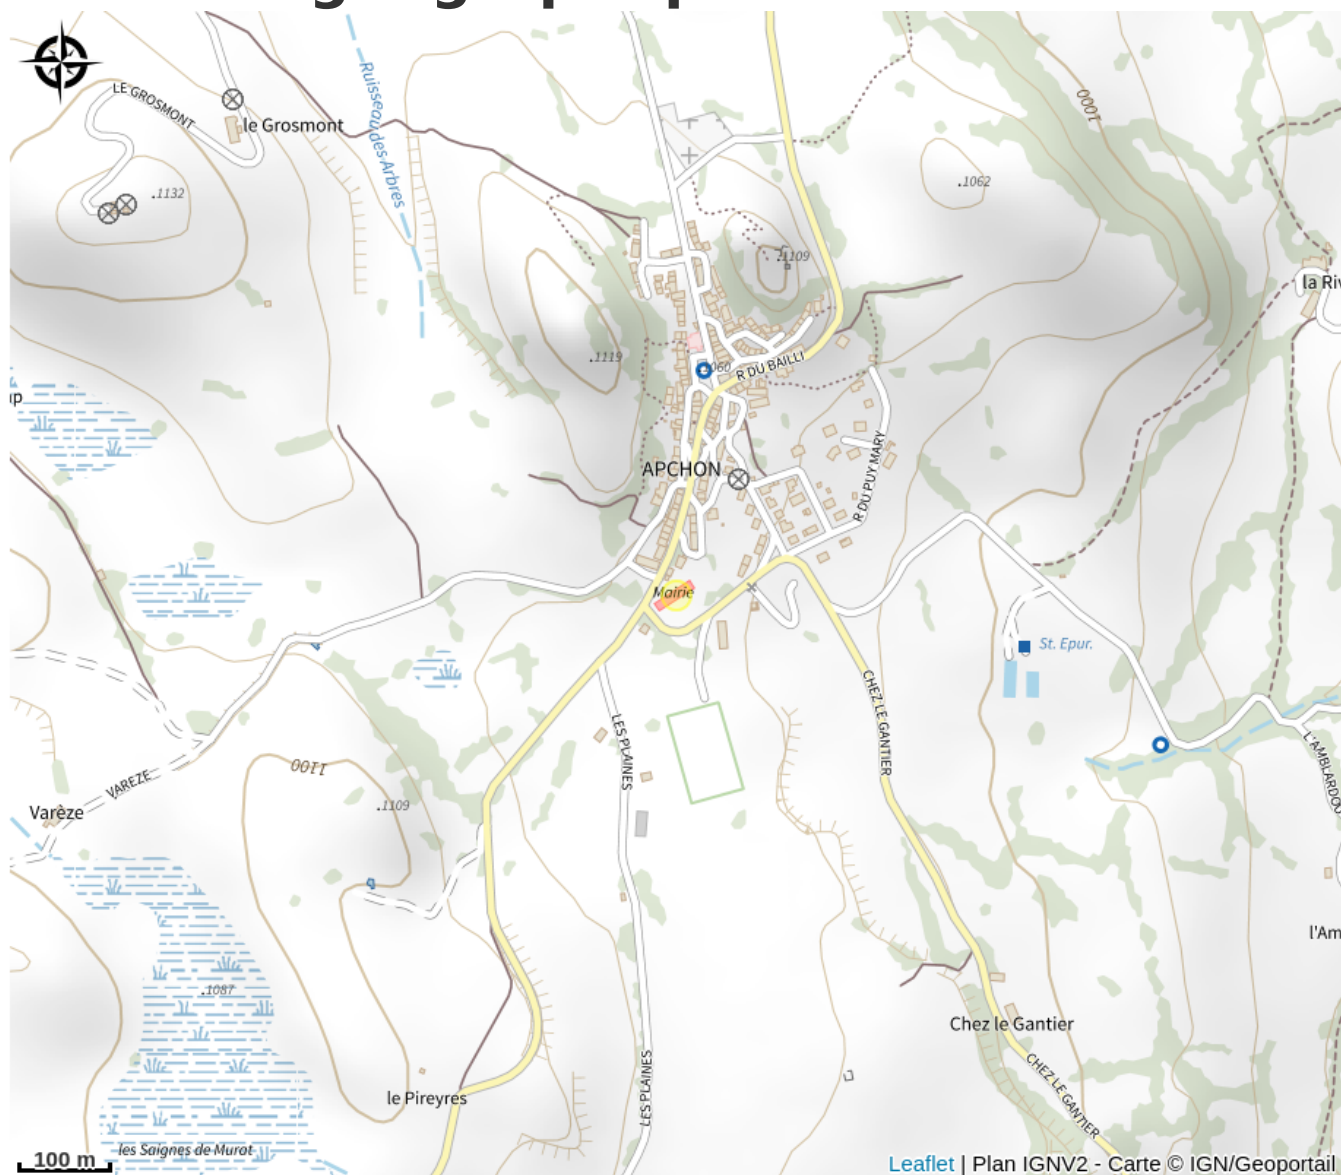 LE GROSMONT
le Grosmont
Ruisseau des Arbres
1000
.1132
.1062
.1109
la Riv
.1119
1060
R DU BAILLI
up
APCHON
R DU PUY MARY
Mairie
St. Epur.
CHEZ LE GANTIER
LES PLAINES
L'AMBLARDOU
1100
VAREZE
Varèze
.1109
l'Am
.1087
Chez le Gantier
CHEZ LE GANTIER
LES PLAINES
le Pireyres
les Saignes de Murat
100 m
Leaflet | Plan IGNV2 - Carte © IGN/Geoportail